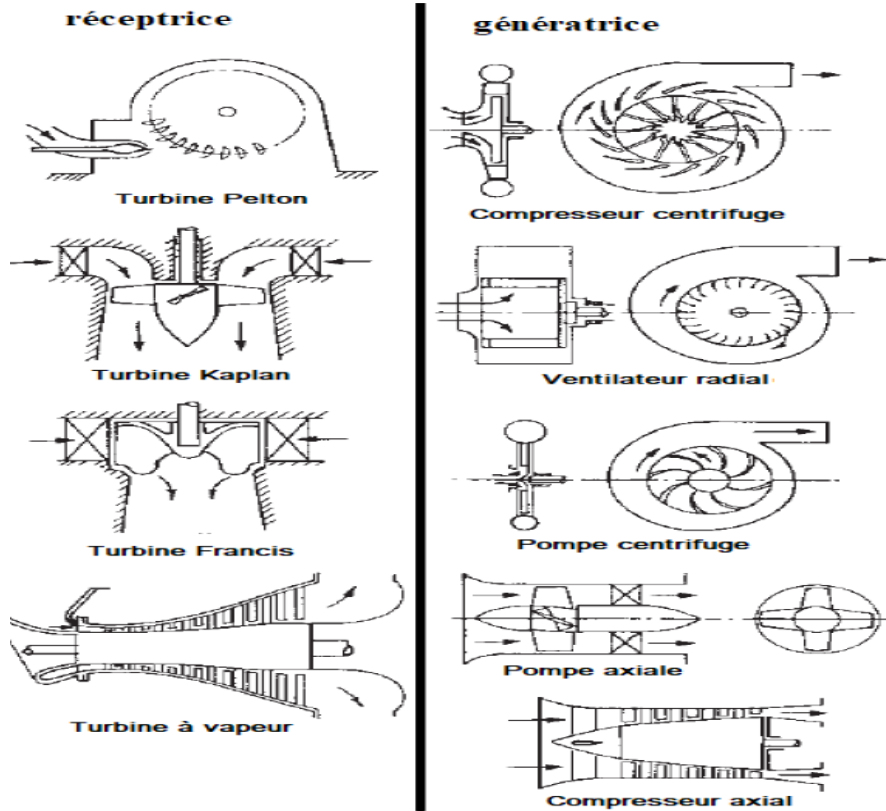 réceptrice
Turbine Pelton
Turbine Kaplan
Turbine Francis
Turbine à vapeur
génératrice
Compresseur centrifuge
Ventilateur radial
Pompe centrifuge
Pompe axiale
Compresseur axial